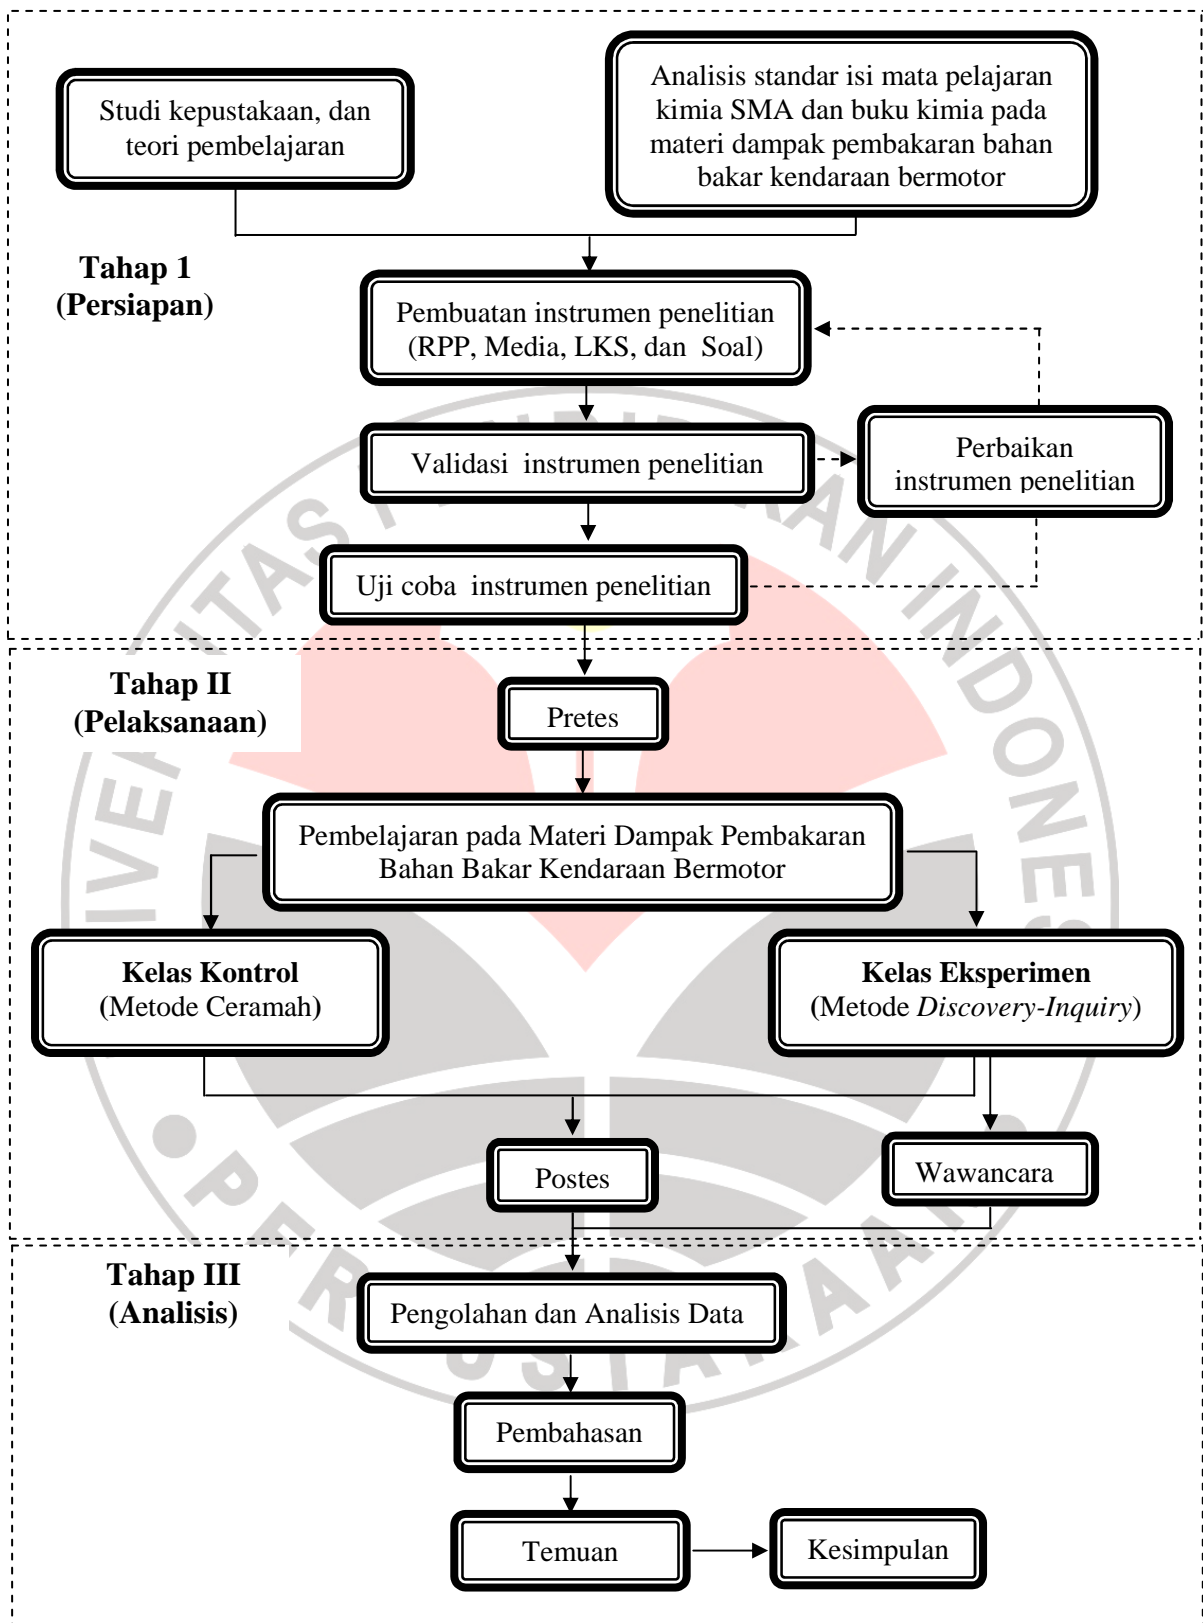 Studi kepustakaan, dan
teori pembelajaran
Analisis standar isi mata pelajaran
kimia SMA dan buku kimia pada
materi dampak pembakaran bahan
bakar kendaraan bermotor
Tahap 1
(Persiapan)
Pembuatan instrumen penelitian
(RPP, Media, LKS, dan Soal)
Validasi instrumen penelitian
Perbaikan
instrumen penelitian
Uji coba instrumen penelitian
Tahap II
(Pelaksanaan)
Pretes
Pembelajaran pada Materi Dampak Pembakaran
Bahan Bakar Kendaraan Bermotor
Kelas Kontrol
(Metode Ceramah)
Kelas Eksperimen
(Metode Discovery-Inquiry)
Postes
Wawancara
Tahap III
(Analisis)
Pengolahan dan Analisis Data
Pembahasan
Temuan
Kesimpulan